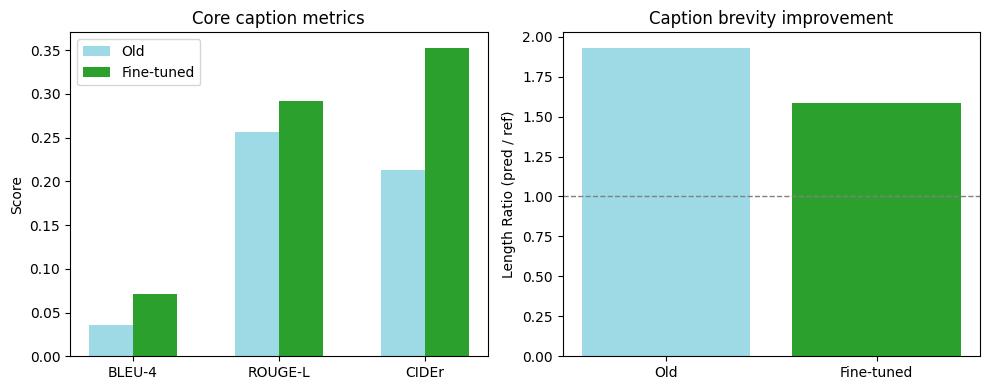 Core caption metrics
Old
Fine-tuned
Score
0.35
0.30
0.25
0.20
0.15
0.10
0.05
0.00
BLEU-4
ROUGE-L
CIDEr
Caption brevity improvement
Length Ratio (pred / ref)
2.00
1.75
1.50
1.25
1.00
0.75
0.50
0.25
0.00
Old
Fine-tuned